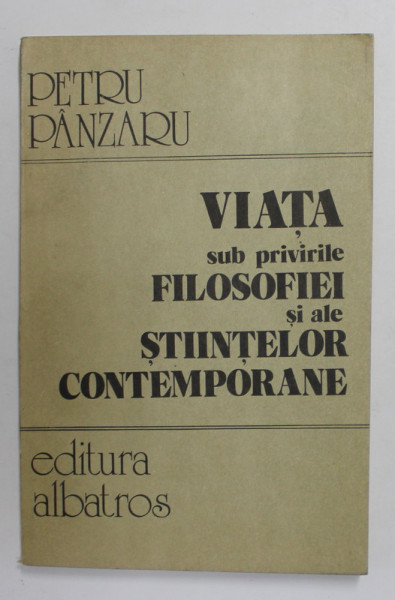 PETRU
PÂNZARU
VIAȚA
sub privirile
FILOSOFIEI
și ale
ȘTIINȚELOR
CONTEMPORANE
editura
albatros